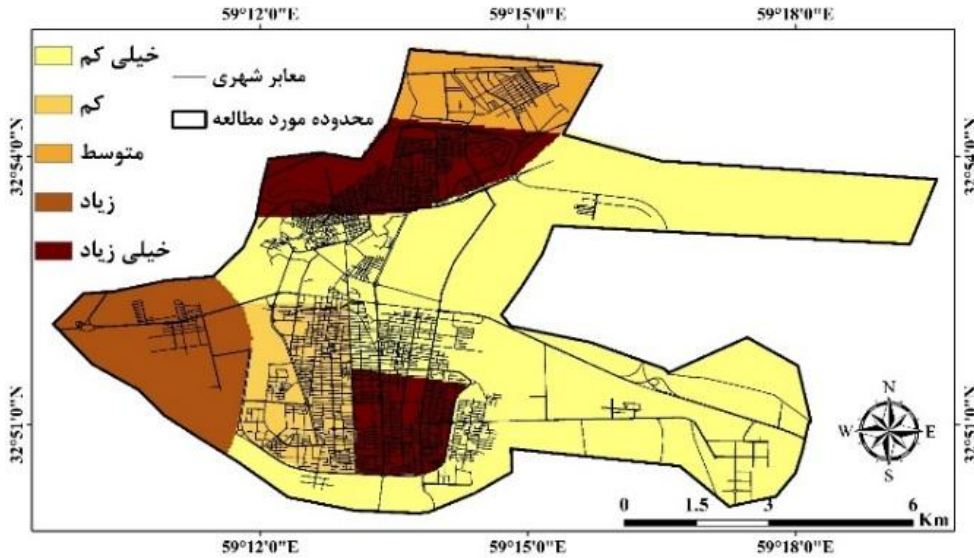 59°12'0"E 59°15'0"E 59°18'0"E
خیلی کم
کم
متوسط
زیاد
خیلی زیاد
معابر شهری
محدوده مورد مطالعه
32°54'0"N
32°54'0"N
32°51'0"N
32°51'0"N
N
W E
S
0 1.5 3 6
Km
59°12'0"E 59°15'0"E 59°18'0"E